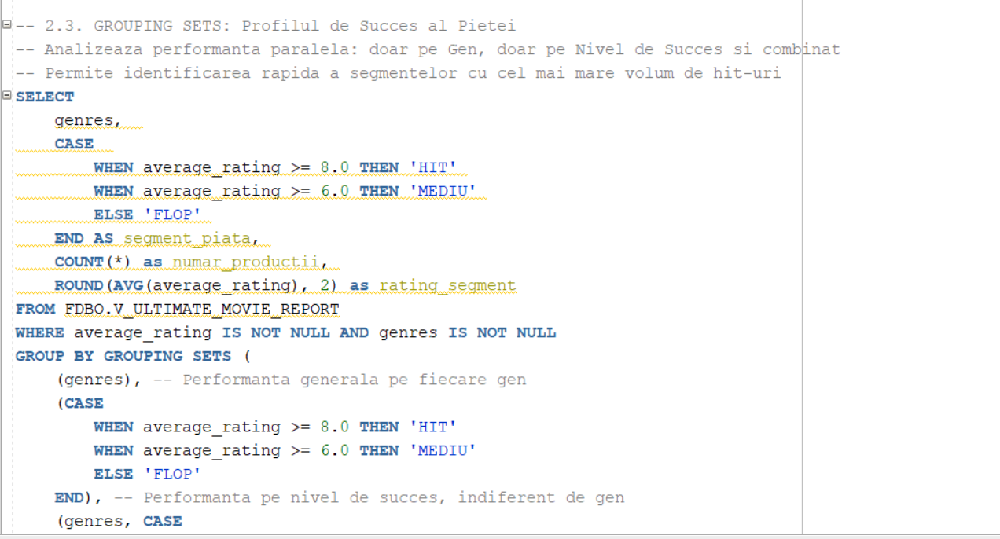 -- 2.3. GROUPING SETS: Profilul de Succes al Pietei
-- Analizeaza performanta paralela: doar pe Gen, doar pe Nivel de Succes si combinat
-- Permite identificarea rapida a segmentelor cu cel mai mare volum de hit-uri
SELECT
    genres,
    CASE
        WHEN average_rating >= 8.0 THEN 'HIT'
        WHEN average_rating >= 6.0 THEN 'MEDIU'
        ELSE 'FLOP'
    END AS segment_piata,
    COUNT(*) as numar_productii,
    ROUND(AVG(average_rating), 2) as rating_segment
FROM FDBO.V_ULTIMATE_MOVIE_REPORT
WHERE average_rating IS NOT NULL AND genres IS NOT NULL
GROUP BY GROUPING SETS (
    (genres), -- Performanta generala pe fiecare gen
    (CASE
        WHEN average_rating >= 8.0 THEN 'HIT'
        WHEN average_rating >= 6.0 THEN 'MEDIU'
        ELSE 'FLOP'
    END), -- Performanta pe nivel de succes, indiferent de gen
    (genres, CASE